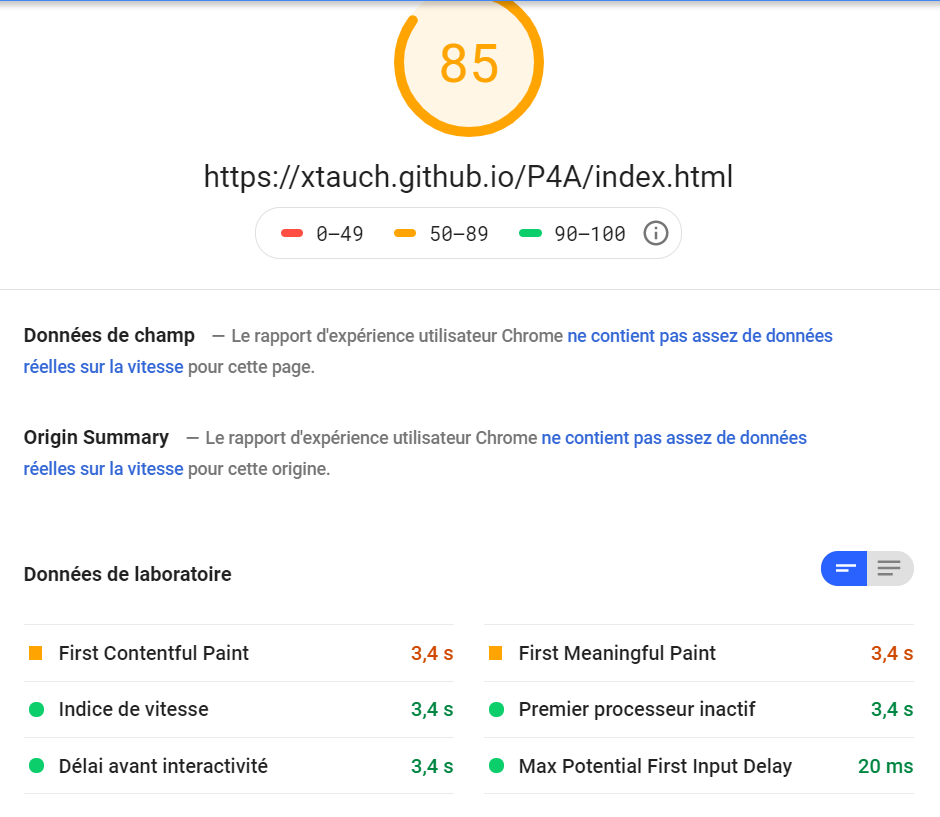 85
https://xtauch.github.io/P4A/index.html
0–49 50–89 90–100
Données de champ — Le rapport d'expérience utilisateur Chrome ne contient pas assez de données
réelles sur la vitesse pour cette page.
Origin Summary — Le rapport d'expérience utilisateur Chrome ne contient pas assez de données
réelles sur la vitesse pour cette origine.
Données de laboratoire
First Contentful Paint 3,4 s First Meaningful Paint 3,4 s
Indice de vitesse 3,4 s Premier processeur inactif 3,4 s
Délai avant interactivité 3,4 s Max Potential First Input Delay 20 ms